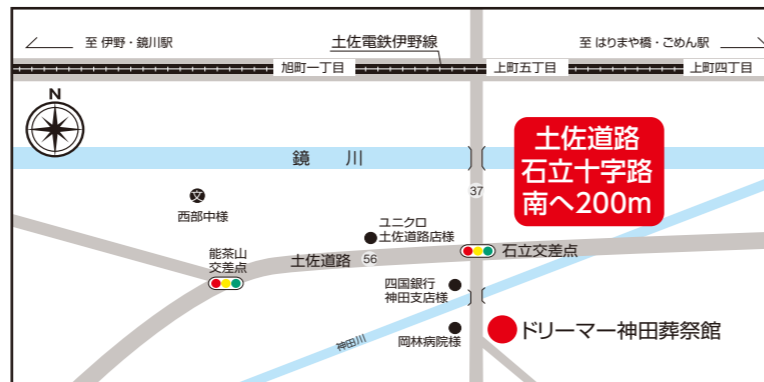 至 伊野・鏡川駅
土佐電鉄伊野線
至 はりまや橋・ごめん駅
旭町一丁目
上町五丁目
上町四丁目
N
土佐道路
石立十字路
南へ200m
鏡 川
37
文
西部中様
ユニクロ
土佐道路店様
能茶山
交差点
土佐道路
56
石立交差点
四国銀行
神田支店様
神田川
岡林病院様
ドリーマー神田葬祭館